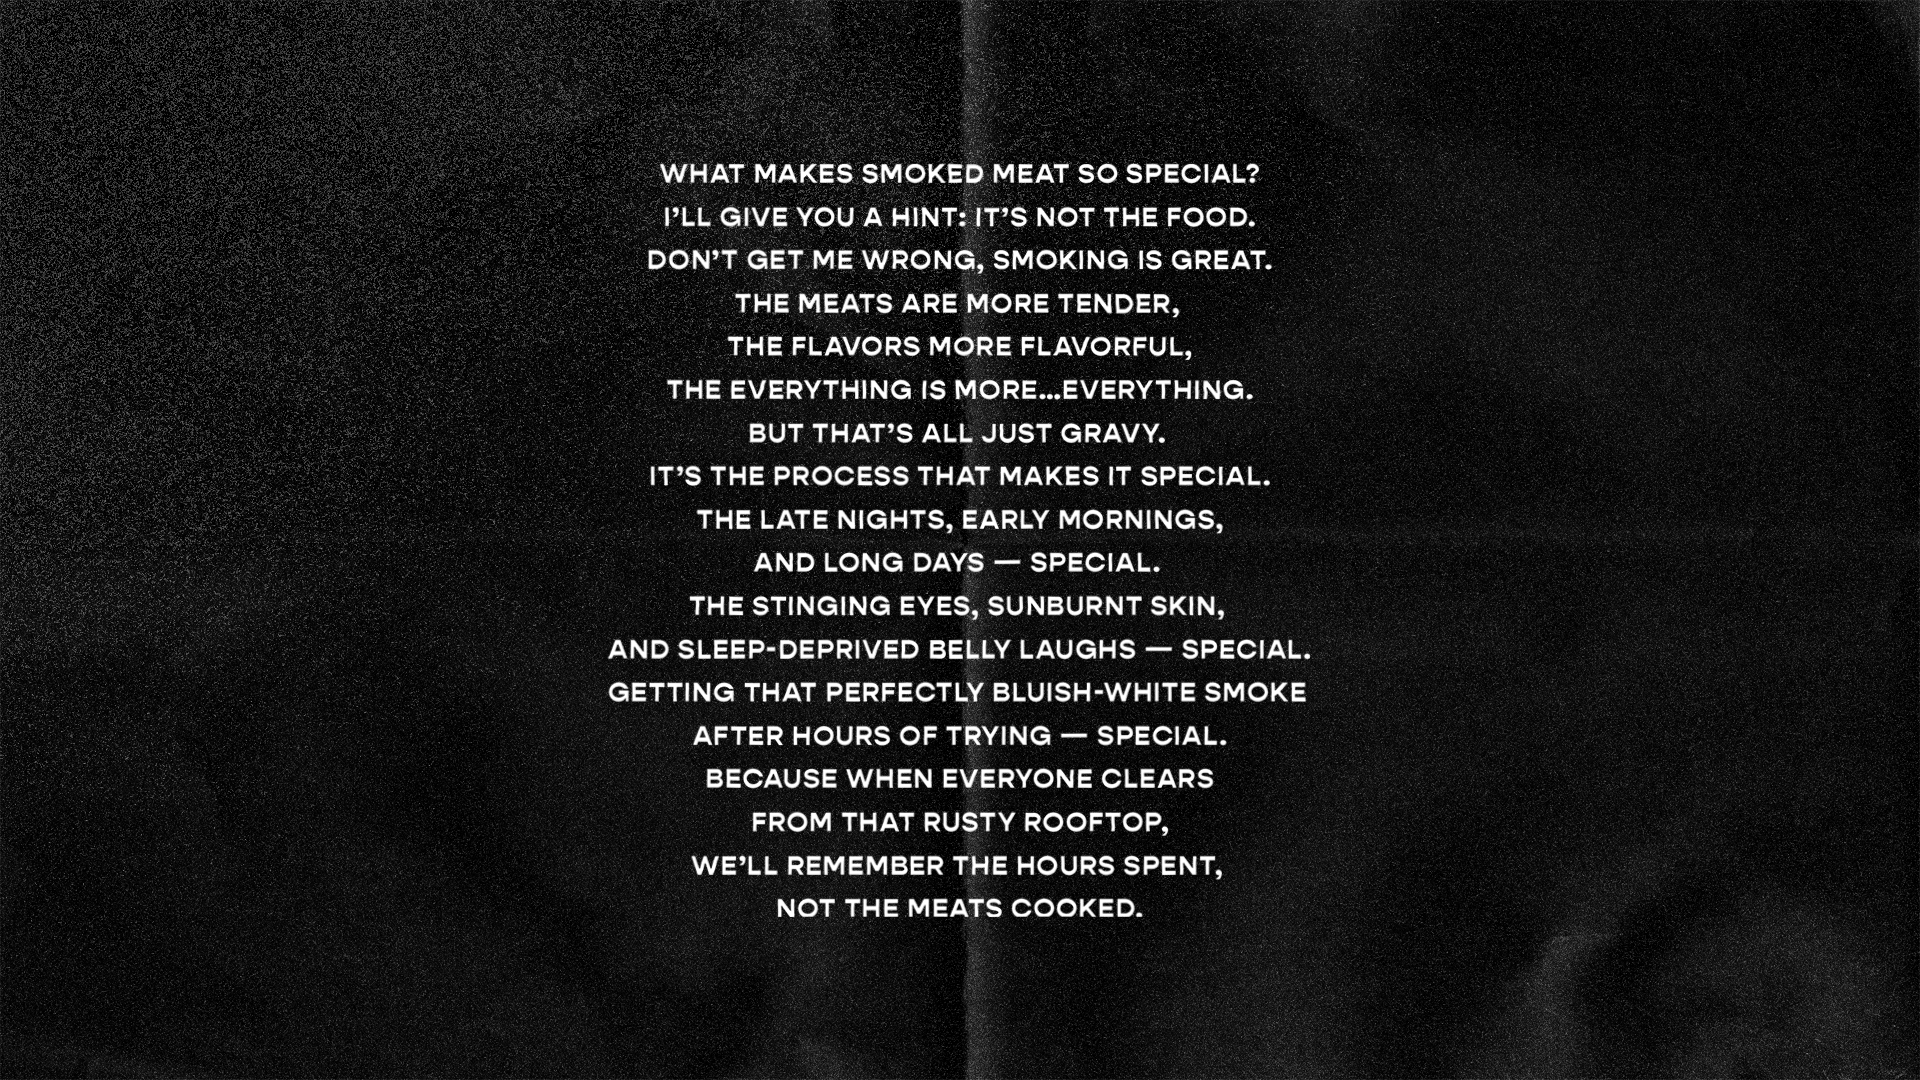 WHAT MAKES SMOKED MEAT SO SPECIAL?
I’LL GIVE YOU A HINT: IT’S NOT THE FOOD.
DON’T GET ME WRONG, SMOKING IS GREAT.
THE MEATS ARE MORE TENDER,
THE FLAVORS MORE FLAVORFUL,
THE EVERYTHING IS MORE...EVERYTHING.
BUT THAT’S ALL JUST GRAVY.
IT’S THE PROCESS THAT MAKES IT SPECIAL.
THE LATE NIGHTS, EARLY MORNINGS,
AND LONG DAYS — SPECIAL.
THE STINGING EYES, SUNBURNT SKIN,
AND SLEEP-DEPRIVED BELLY LAUGHS — SPECIAL.
GETTING THAT PERFECTLY BLUISH-WHITE SMOKE
AFTER HOURS OF TRYING — SPECIAL.
BECAUSE WHEN EVERYONE CLEARS
FROM THAT RUSTY ROOFTOP,
WE’LL REMEMBER THE HOURS SPENT,
NOT THE MEATS COOKED.